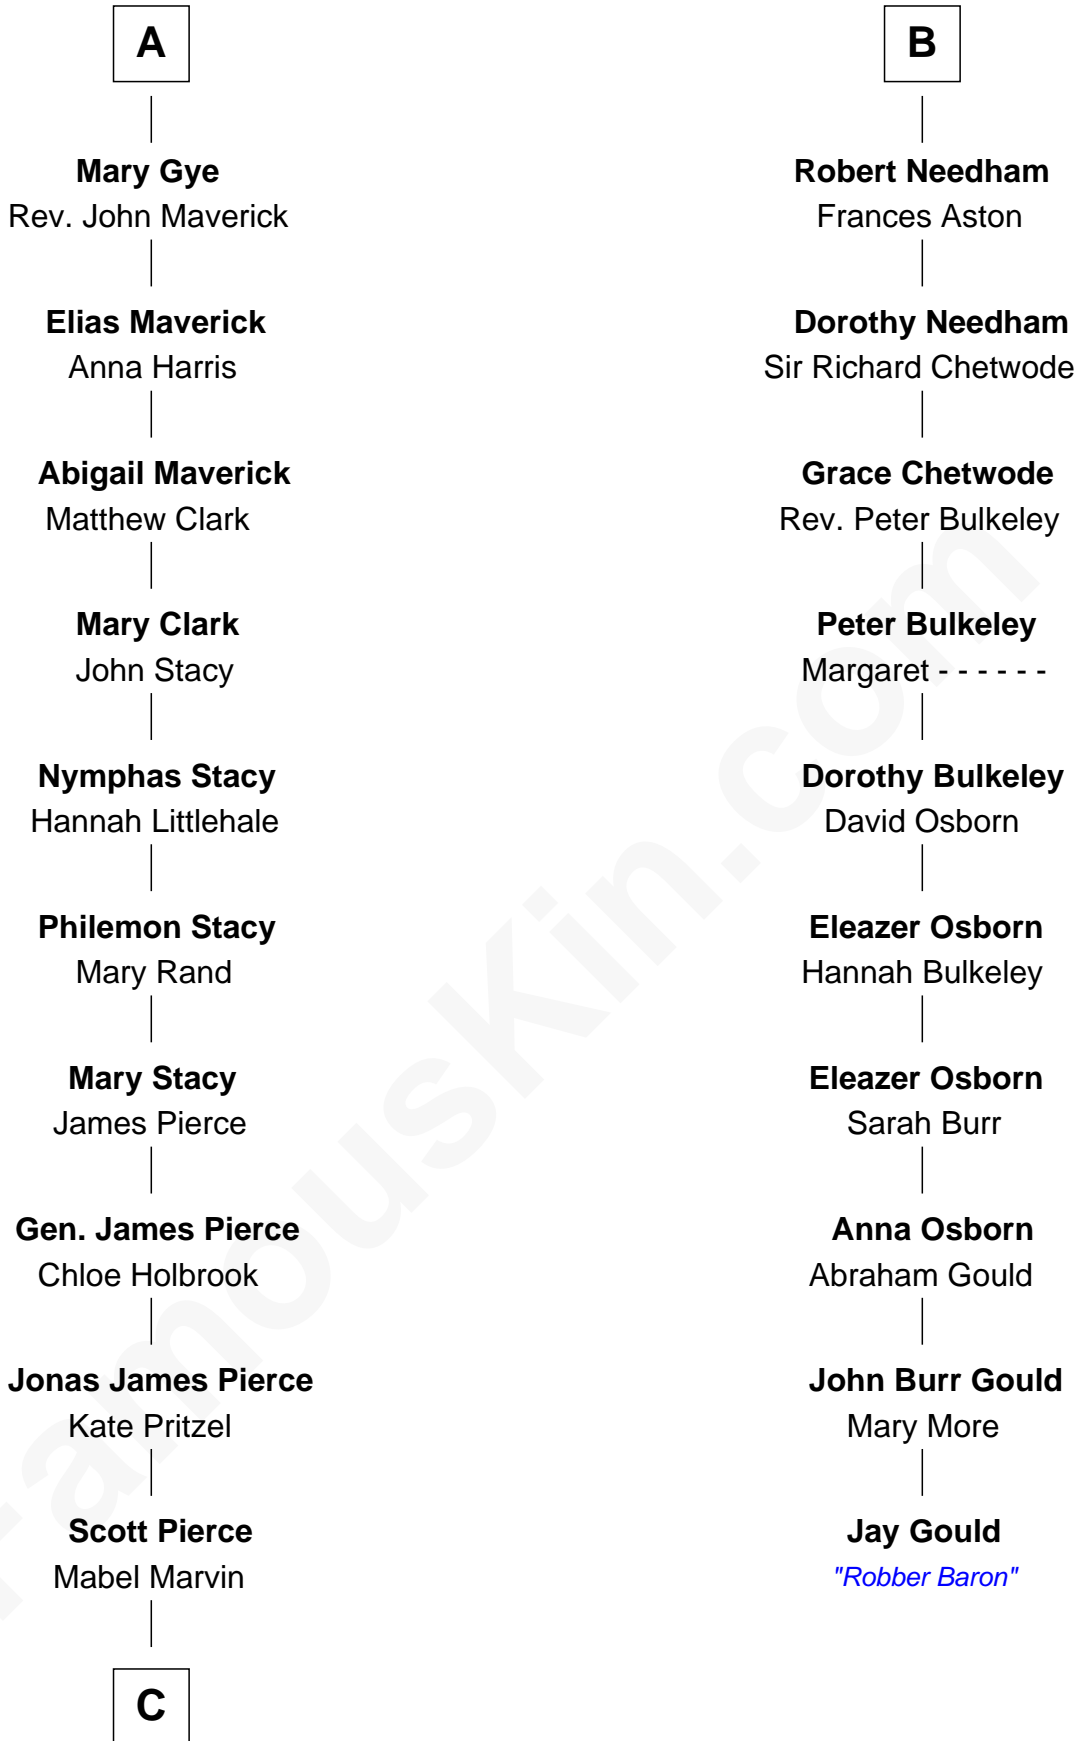 A
Mary Gye
Rev. John Maverick
Elias Maverick
Anna Harris
Abigail Maverick
Matthew Clark
Mary Clark
John Stacy
Nymphas Stacy
Hannah Littlehale
Philemon Stacy
Mary Rand
Mary Stacy
James Pierce
Gen. James Pierce
Chloe Holbrook
Jonas James Pierce
Kate Pritzel
Scott Pierce
Mabel Marvin
C
B
Robert Needham
Frances Aston
Dorothy Needham
Sir Richard Chetwode
Grace Chetwode
Rev. Peter Bulkeley
Peter Bulkeley
Margaret - - - - - -
Dorothy Bulkeley
David Osborn
Eleazer Osborn
Hannah Bulkeley
Eleazer Osborn
Sarah Burr
Anna Osborn
Abraham Gould
John Burr Gould
Mary More
Jay Gould
"Robber Baron"
FamousKin.com